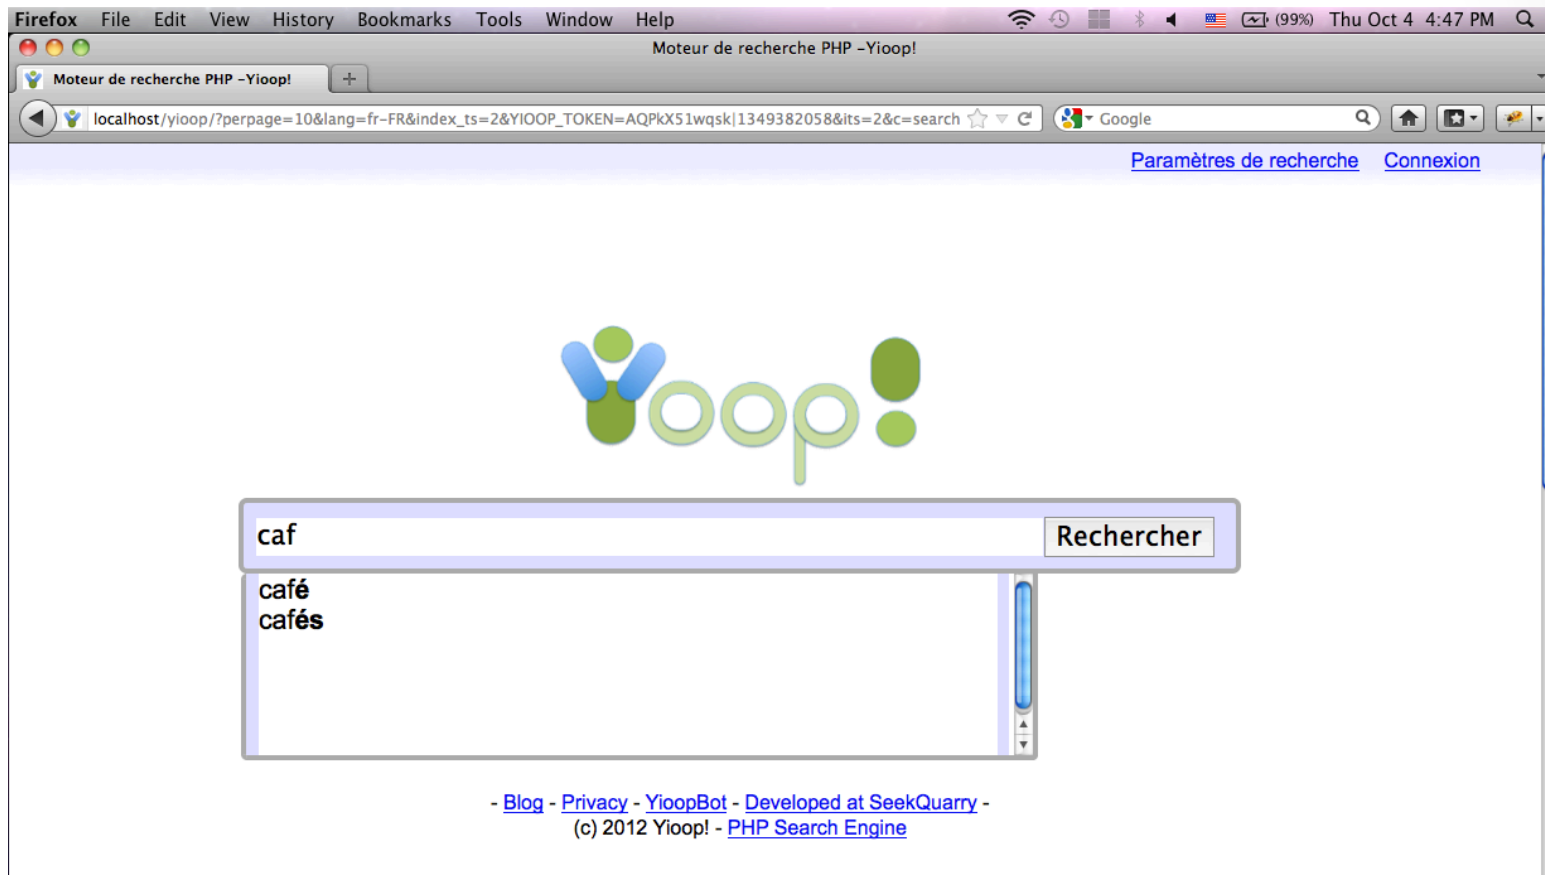 Firefox File Edit View History Bookmarks Tools Window Help (99%) Thu Oct 4 4:47 PM
Moteur de recherche PHP –Yioop!
Moteur de recherche PHP –Yioop!
localhost/yioop/?perpage=10&lang=fr-FR&index_ts=2&YIOOP_TOKEN=AQPkX51wqsk|1349382058&its=2&c=search Google
Paramètres de recherche Connexion
Yioop!
caf Rechercher
café
cafés
- Blog - Privacy - YioopBot - Developed at SeekQuarry -
(c) 2012 Yioop! - PHP Search Engine